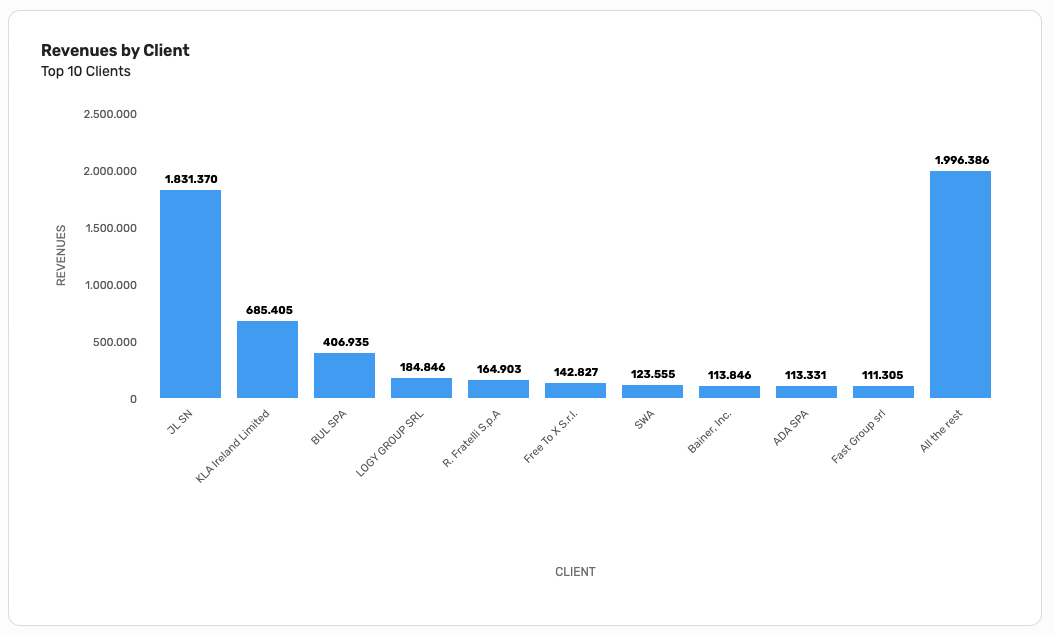 Revenues by Client
Top 10 Clients
2.500.000
2.000.000
1.500.000
1.000.000
500.000
0
REVENUES
1.831.370
685.405
406.935
184.846
164.903
142.827
123.555
113.846
113.331
111.305
1.996.386
JL SN
KLA Ireland Limited
BUL SPA
LOGY GROUP SRL
R. Fratelli S.p.A
Free To X S.r.l.
SWA
Bainer, Inc.
ADA SPA
Fast Group srl
All the rest
CLIENT